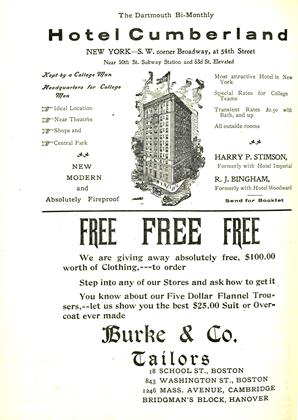 The Dartmouth Bi-Monthly
Hotel Cumberland
NEW YORK—S. W. corner Broadway, at 54th Street
Near 50th St. Subway Station and 53d St. Elevated
Kept by a College Man
Headquarters for College Men
Ideal Location
Near Theatres
Shops and
Central Park
NEW
MODERN
and
Absolutely Fireproof
Most attractive Hotel in New York
Special Rates for College Teams
Transient Rates $2.50 with Bath, and up
All outside rooms
HARRY P. STIMSON,
Formerly with Hotel Imperial
R. J. BINGHAM,
Formerly with Hotel Woodward
Send for Booklet
FREE FREE FREE
We are giving away absolutely free, $100.00
worth of Clothing,---to order
Step into any of our Stores and ask how to get it
You know about our Five Dollar Flannel Trou-
sers,--let us show you the best $25.00 Suit or Over-
coat ever made
Burke & Co.
Tailors
18 SCHOOL ST., BOSTON
843 WASHINGTON ST., BOSTON
1246 MASS. AVENUE, CAMBRIDGE
BRIDGMAN'S BLOCK, HANOVER